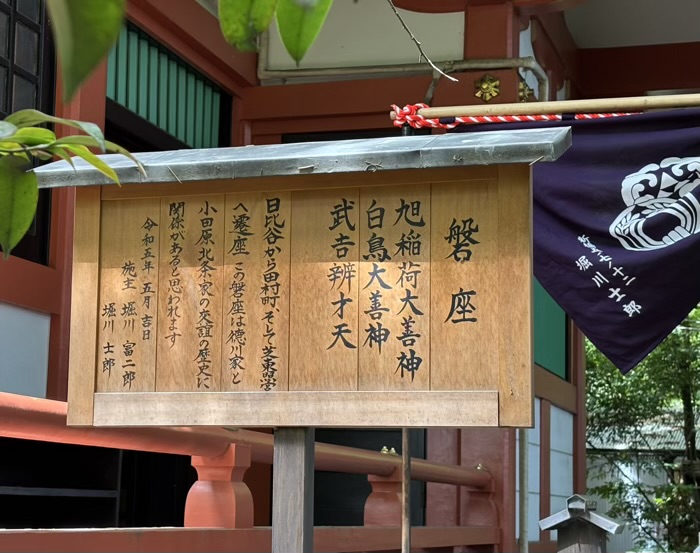 磐座
旭稲荷大善神
白鳥大善神
武吉辨才天
日比谷から田村町 そして芝東照宮
へ遷座 この磐座は徳川家と
小田原北条家の交誼の歴史に
関係があると思われます
令和五年 五月 吉日
施主 堀川 富二郎
堀川 士郎
堀川士郎